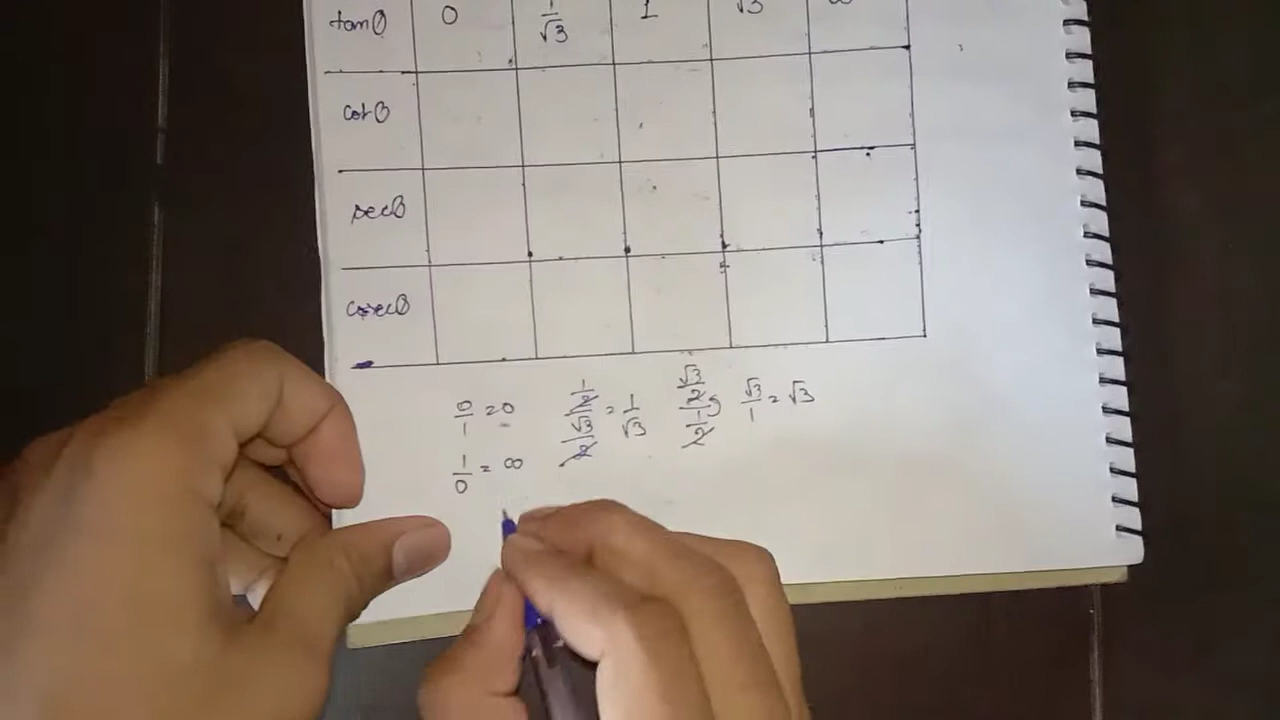 tanθ 0 1/√3 1 √3 ∞
cotθ
secθ
cosecθ
0/1 = 0
1/2 / √3/2 = 1/√3
√3/2 / 1/2
√3/1 = √3
1/0 = ∞